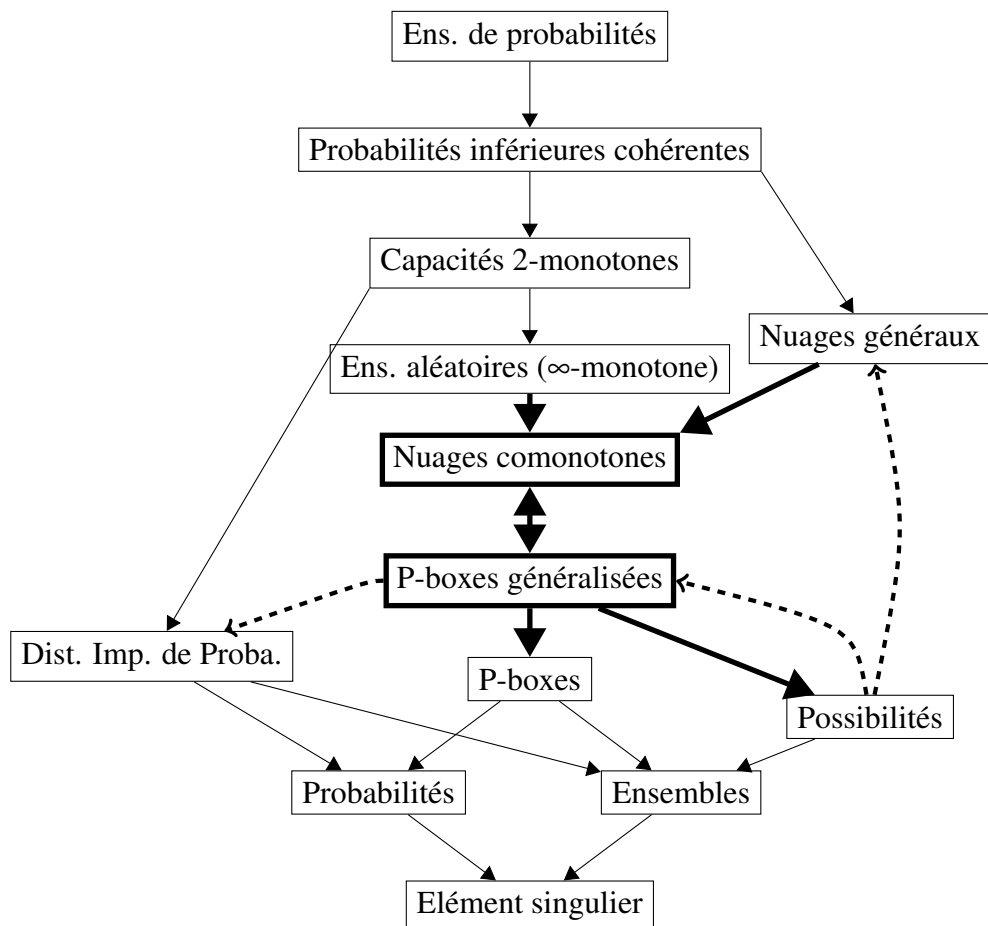 Ens. de probabilités
Probabilités inférieures cohérentes
Capacités 2-monotones
Nuages généraux
Ens. aléatoires (∞-monotone)
Nuages comonotones
P-boxes généralisées
Dist. Imp. de Proba.
P-boxes
Possibilités
Probabilités
Ensembles
Elément singulier